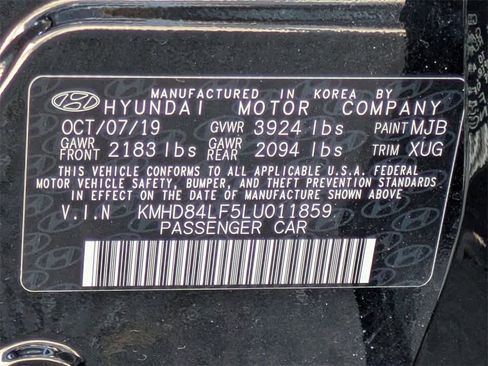 MANUFACTURED IN KOREA BY
HYUNDAI MOTOR COMPANY
OCT/07/19 GVWR 3924 lbs PAINT MJB
GAWR FRONT 2183 lbs GAWR REAR 2094 lbs TRIM XUG
THIS VEHICLE CONFORMS TO ALL APPLICABLE U.S.A. FEDERAL
MOTOR VEHICLE SAFETY, BUMPER, AND THEFT PREVENTION STANDARDS
IN EFFECT ON THE DATE OF MANUFACTURE SHOWN ABOVE.
V.I.N KMHD84LF5LU011859
PASSENGER CAR